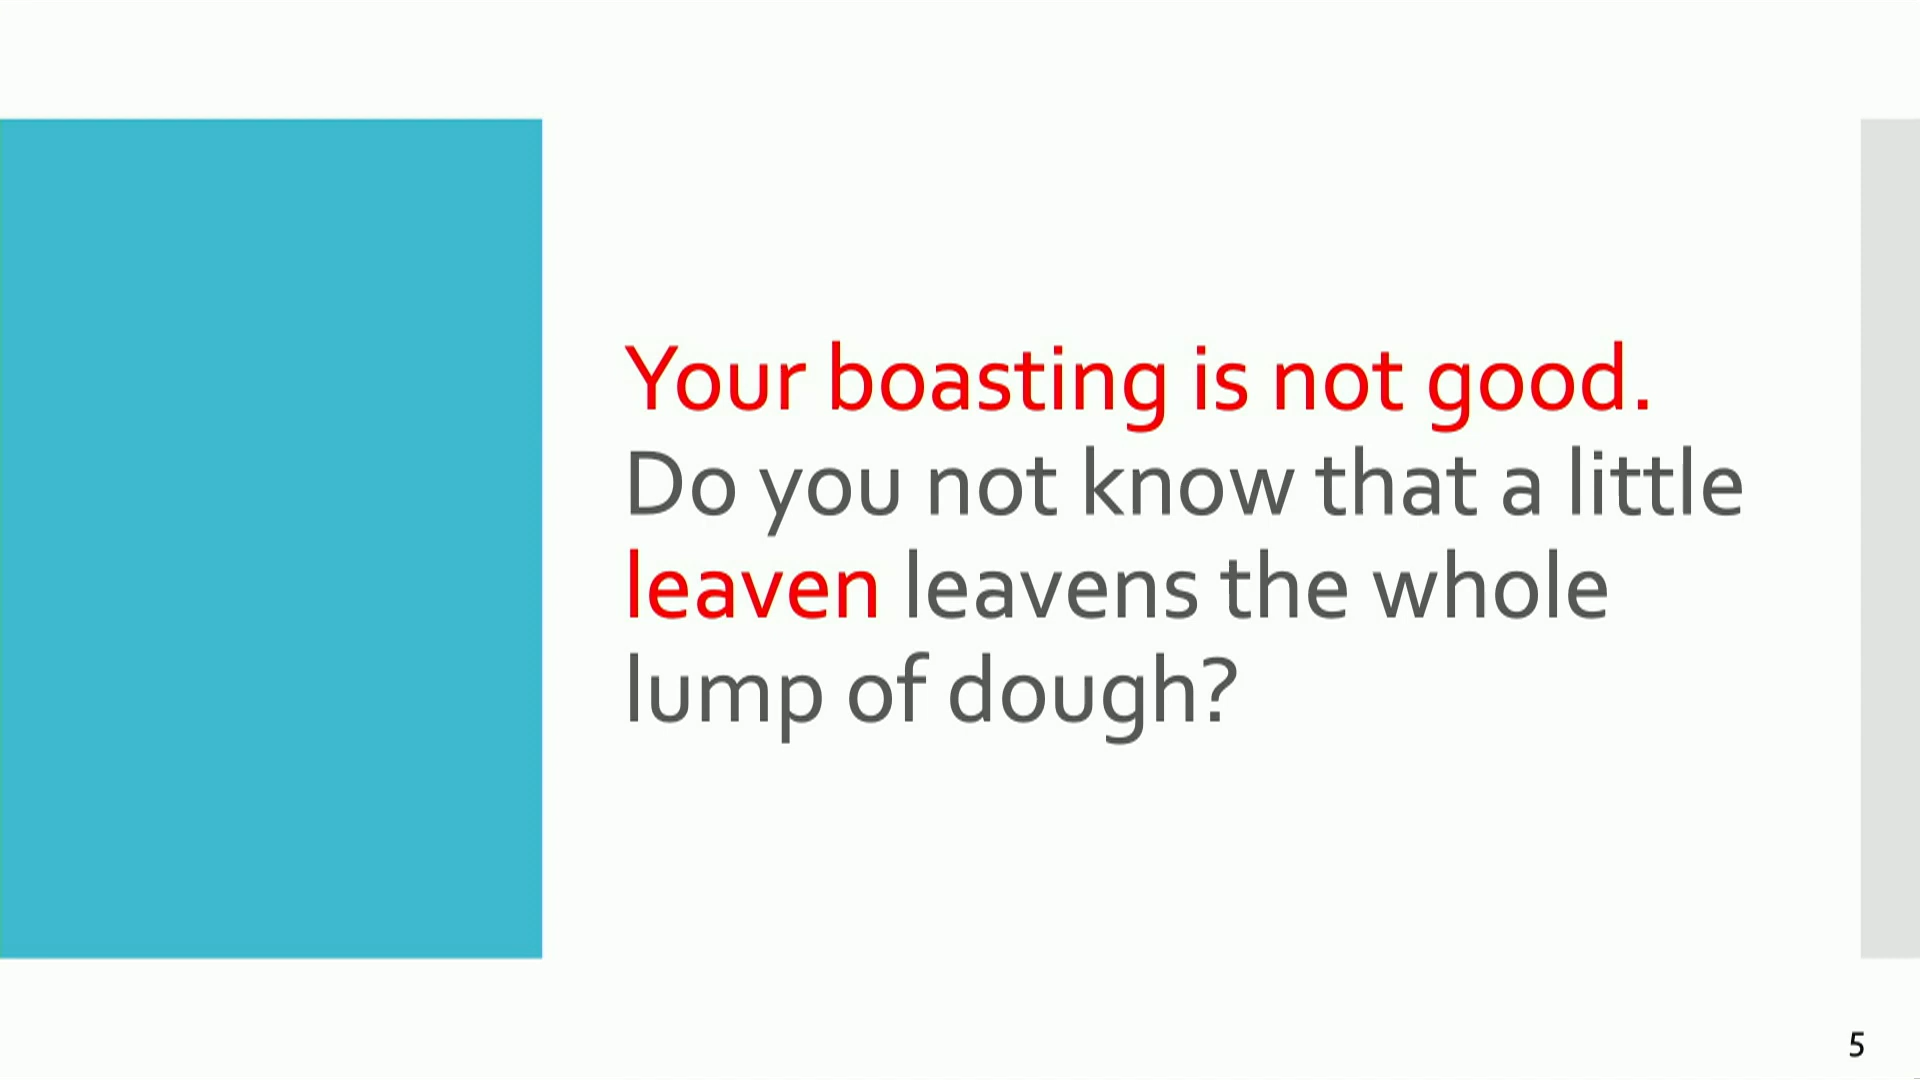 Your boasting is not good.
Do you not know that a little
leaven leavens the whole
lump of dough?
5